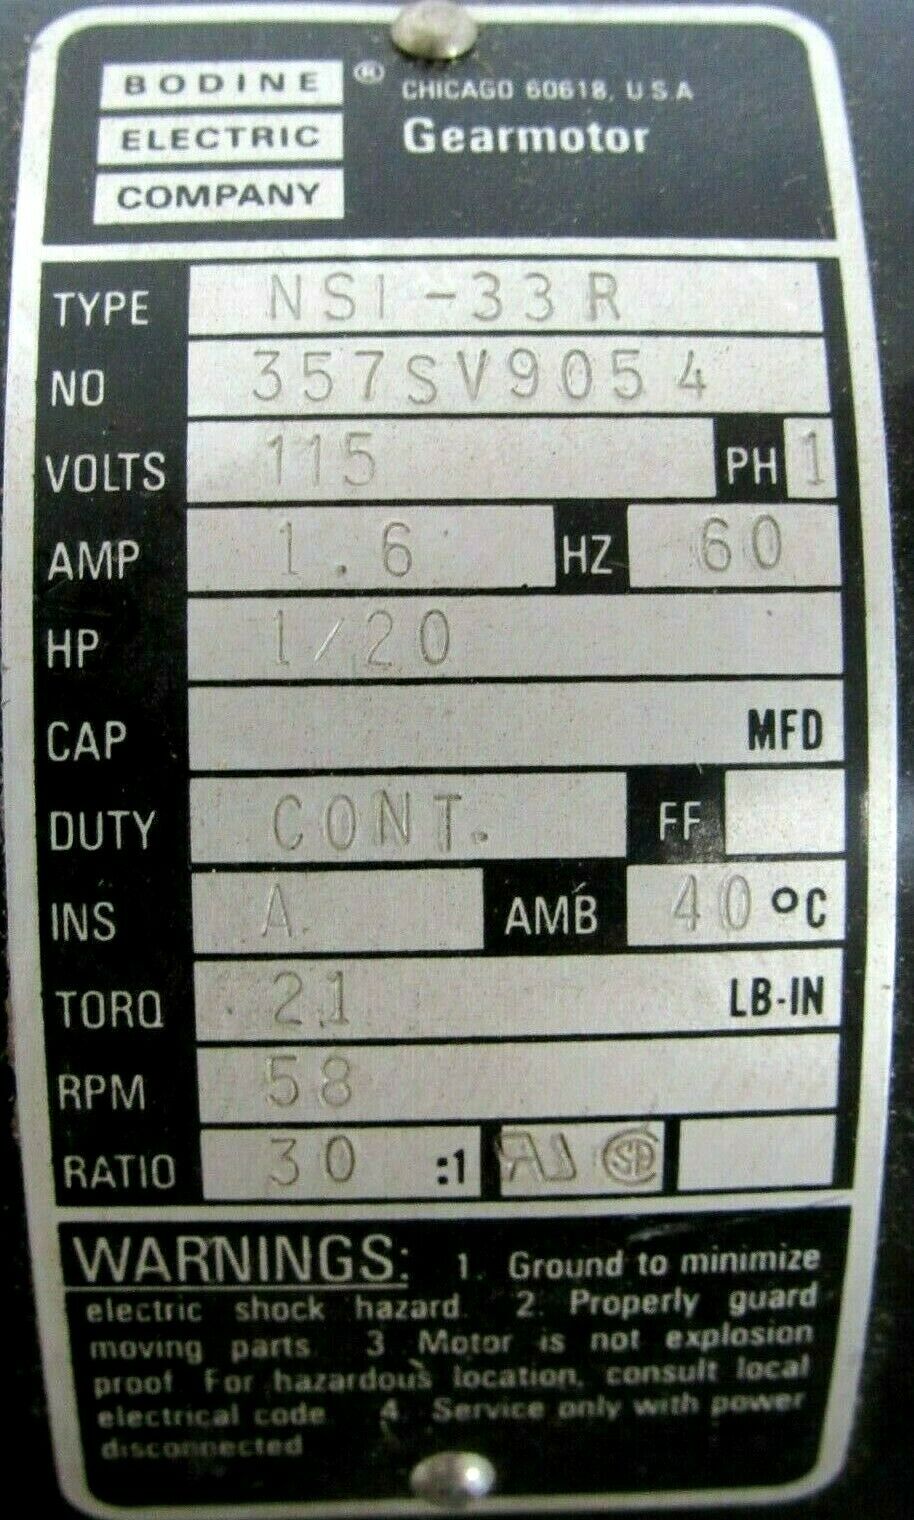 BODINE ® CHICAGO 60618, U.S.A
ELECTRIC Gearmotor
COMPANY
TYPE NSI-33R
NO 357SV9054
VOLTS 115 PH 1
AMP 1.6 HZ 60
HP 1/20
CAP MFD
DUTY CONT. FF
INS A AMB 40 °C
TORQ 21 LB-IN
RPM 58
RATIO 30 :1
WARNINGS: 1. Ground to minimize
electric shock hazard. 2. Properly guard
moving parts 3 Motor is not explosion
proof For hazardous location, consult local
electrical code 4 Service only with power
disconnected